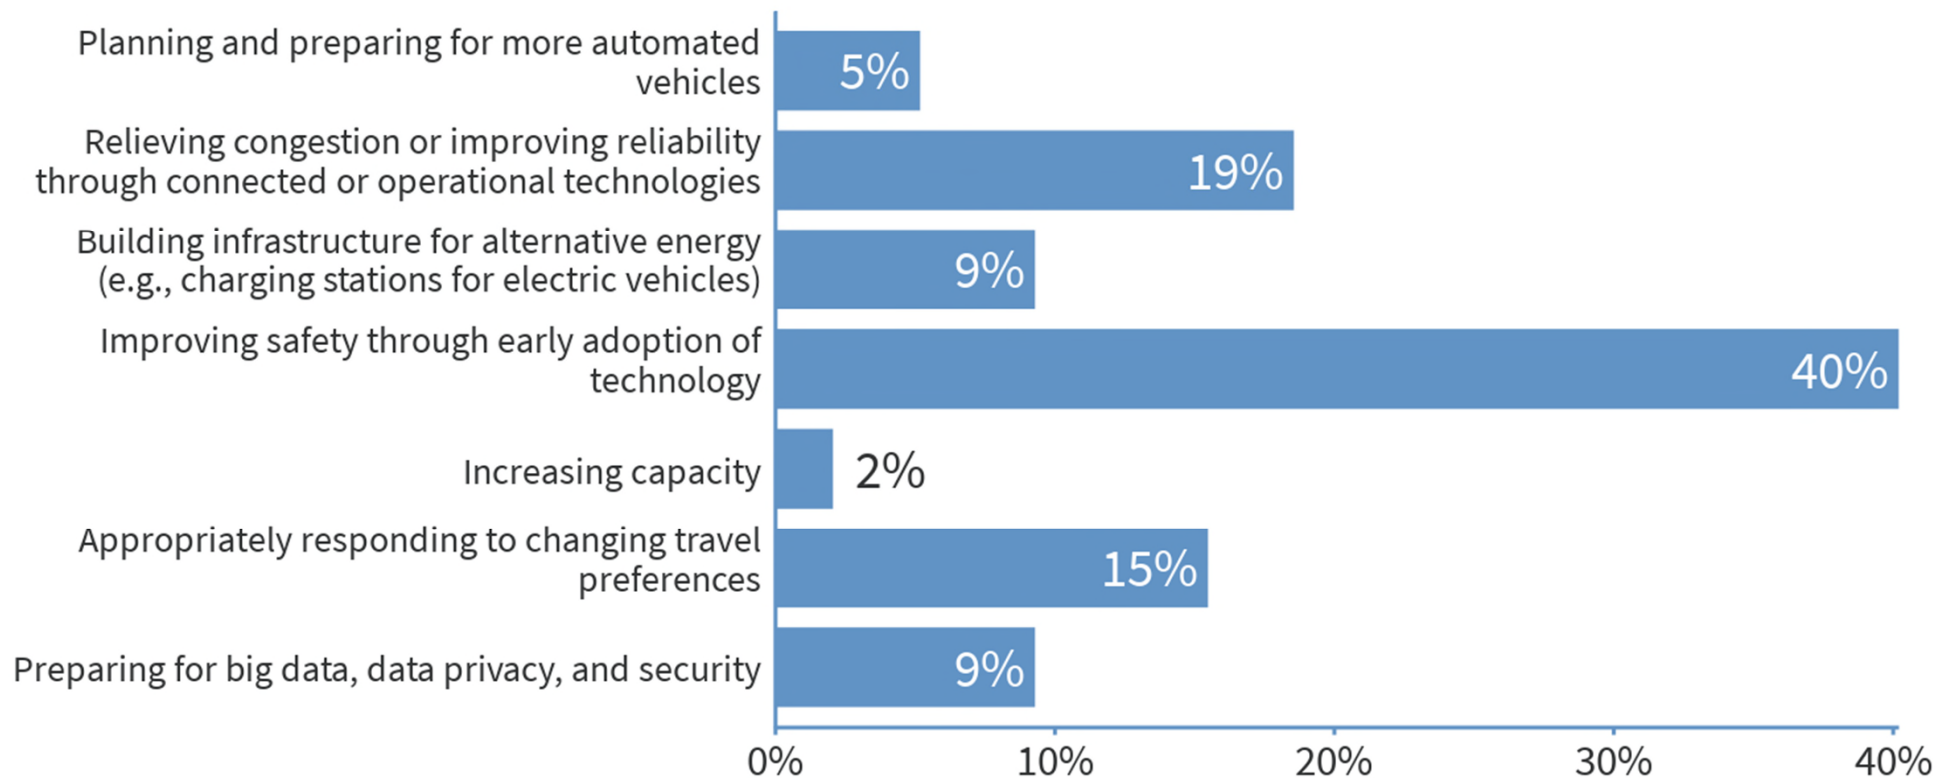 Planning and preparing for more automated
vehicles
5%
Relieving congestion or improving reliability
through connected or operational technologies
19%
Building infrastructure for alternative energy
(e.g., charging stations for electric vehicles)
9%
Improving safety through early adoption of
technology
40%
Increasing capacity
2%
Appropriately responding to changing travel
preferences
15%
Preparing for big data, data privacy, and security
9%
0% 10% 20% 30% 40%